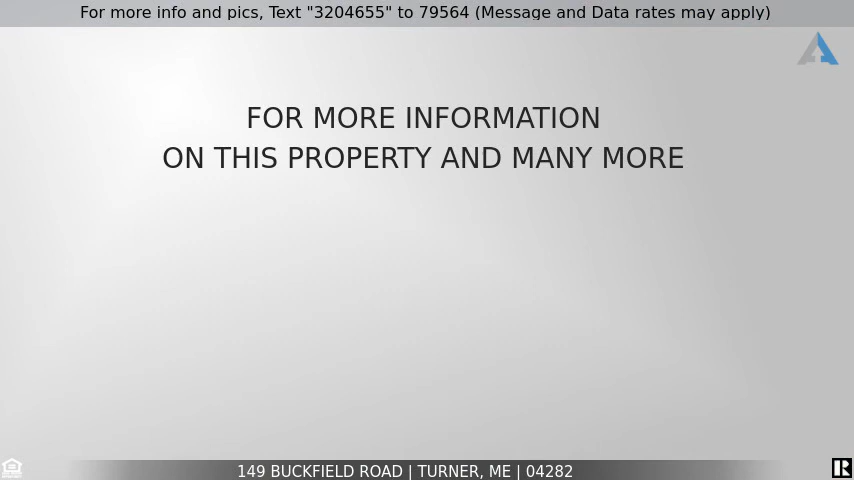 For more info and pics, Text "3204655" to 79564 (Message and Data rates may apply)
FOR MORE INFORMATION
ON THIS PROPERTY AND MANY MORE
149 BUCKFIELD ROAD | TURNER, ME | 04282